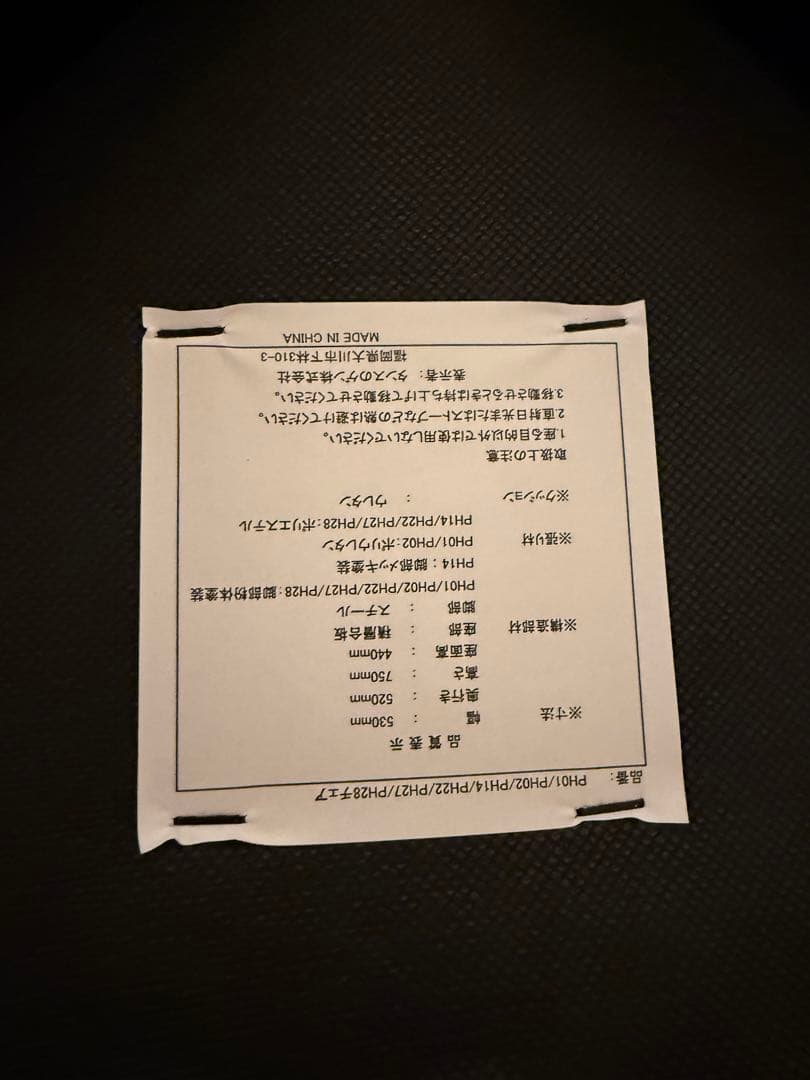 品番: PH01/PH02/PH14/PH22/PH27/PH28チェア
品質表示
※寸法 幅 : 530mm
奥行き : 520mm
高さ : 750mm
座面高 : 440mm
※構造部材 座部 : 積層合板
脚部 : スチール
PH01/PH02/PH22/PH27/PH28:脚部粉体塗装
PH14:脚部メッキ塗装
※張り材 PH01/PH02:ポリウレタン
PH14/PH22/PH27/PH28:ポリエステル
※クッション : ウレタン
取扱上の注意
1.座る目的以外では使用しないでください。
2.直射日光またはストーブなどの熱は避けてください。
3.移動させるときは持ち上げて移動させてください。
表示者: タンスのゲン株式会社
福岡県大川市下林310-3
MADE IN CHINA